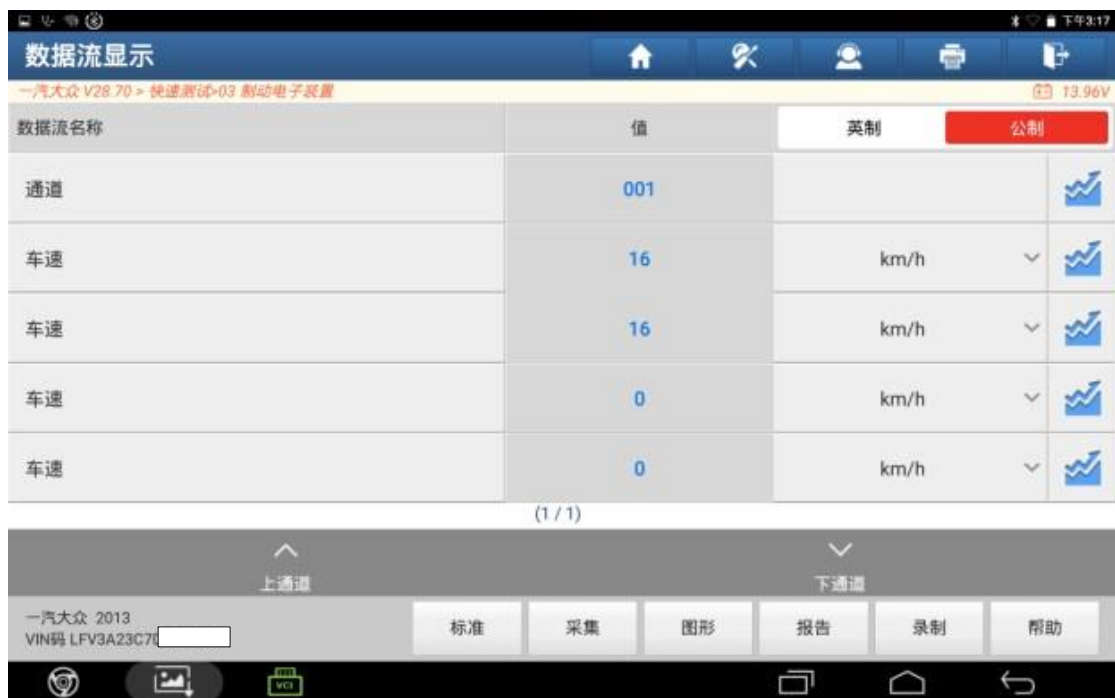 下午3:17
数据流显示
一汽大众 V28.70 > 快速测试>03 制动电子装置
13.96V
数据流名称 值 英制 公制
通道 001
车速 16 km/h
车速 16 km/h
车速 0 km/h
车速 0 km/h
(1 / 1)
上通道 下通道
一汽大众 2013
VIN码 LFV3A23C7D
标准 采集 图形 报告 录制 帮助
VCI